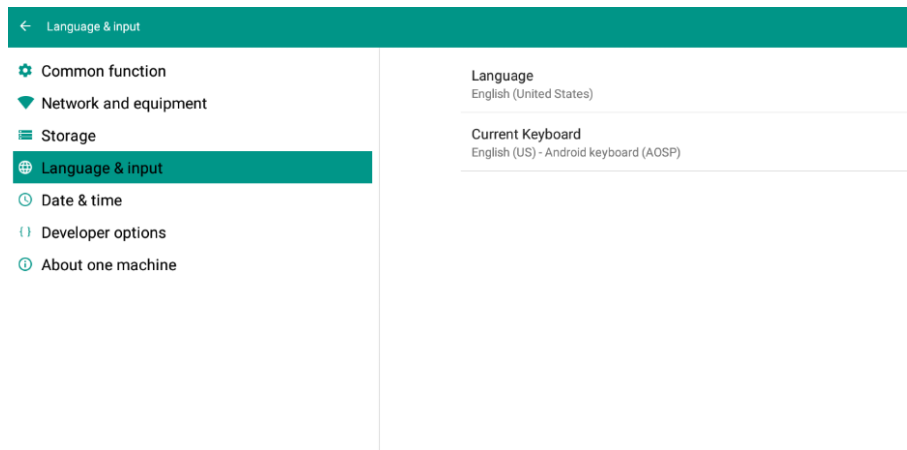 Language & input
Common function
Network and equipment
Storage
Language & input
Date & time
Developer options
About one machine
Language
English (United States)
Current Keyboard
English (US) - Android keyboard (AOSP)